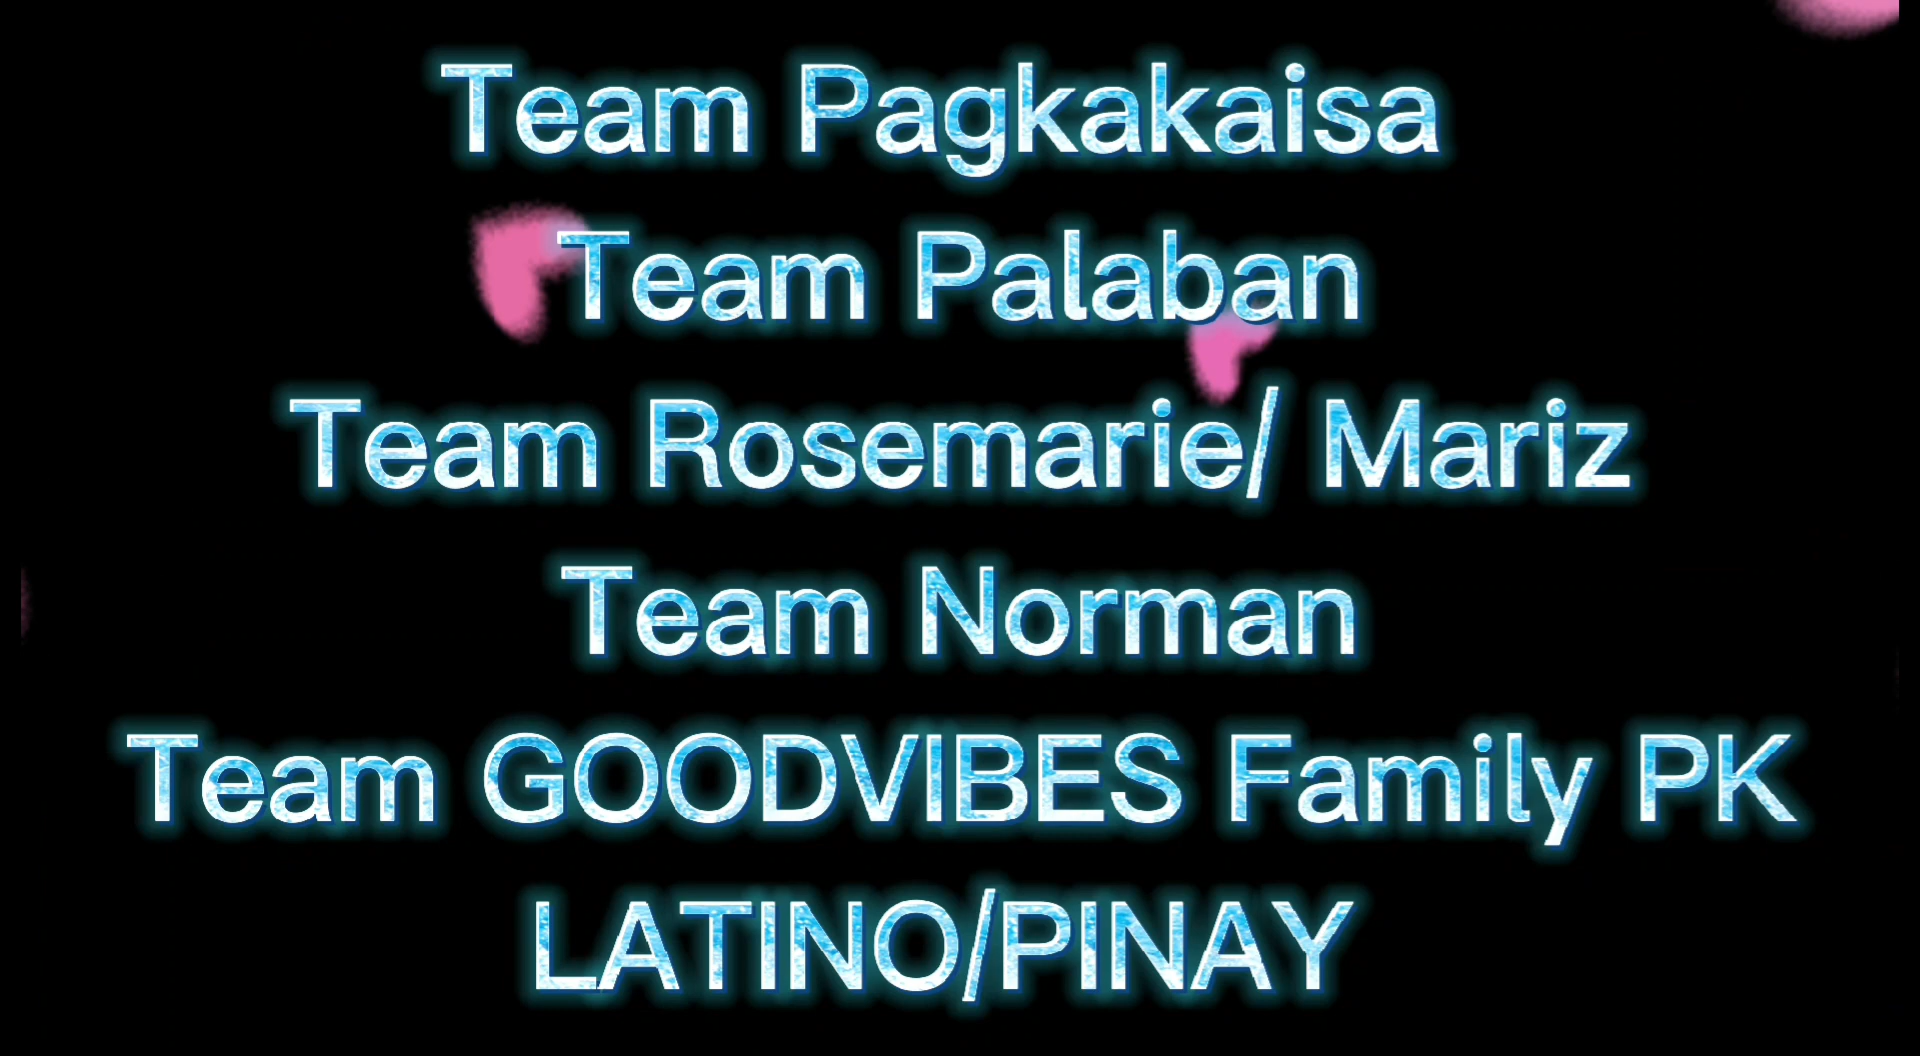 Team Pagkakaisa
Team Palaban
Team Rosemarie/ Mariz
Team Norman
Team GOODVIBES Family PK
LATINO/PINAY